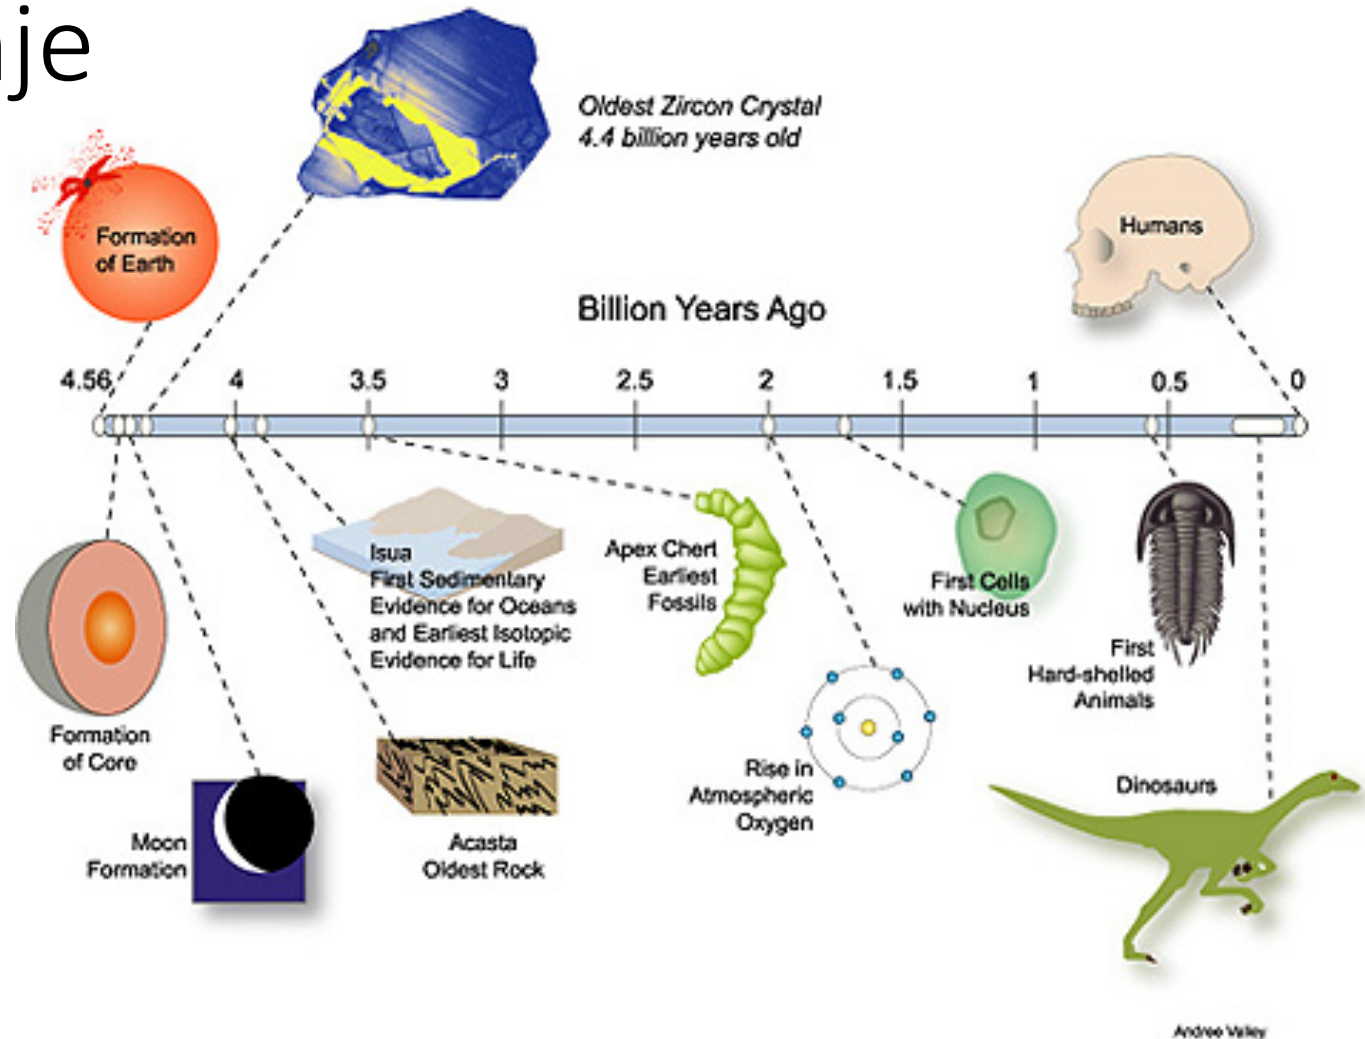 nje
Oldest Zircon Crystal
4.4 billion years old
Formation
of Earth
Humans
Billion Years Ago
4.56 4 3.5 3 2.5 2 1.5 1 0.5 0
Isua
First Sedimentary
Evidence for Oceans
and Earliest Isotopic
Evidence for Life
Apex Chert
Earliest
Fossils
First Cells
with Nucleus
First
Hard-shelled
Animals
Formation
of Core
Moon
Formation
Acasta
Oldest Rock
Rise in
Atmospheric
Oxygen
Dinosaurs
Andree Valley